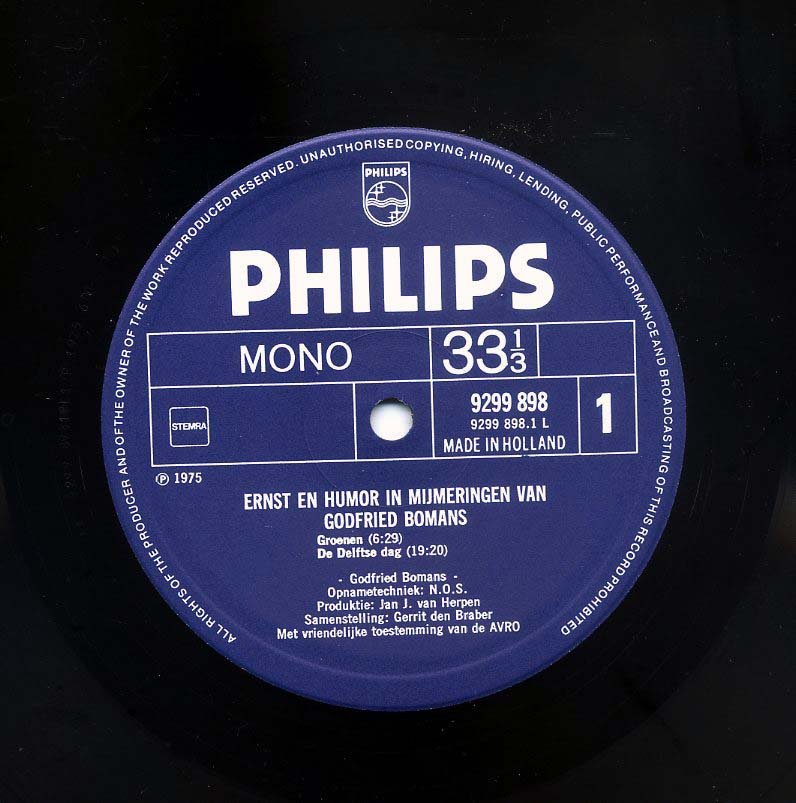 ALL RIGHTS OF THE PRODUCER AND OF THE OWNER OF THE WORK REPRODUCED RESERVED. UNAUTHORISED COPYING, HIRING, LENDING, PUBLIC PERFORMANCE AND BROADCASTING OF THIS RECORD PROHIBITED
PHILIPS
PHILIPS
MONO
33 1/3
STEMRA
9299 898
9299 898.1 L
MADE IN HOLLAND
1
Ⓟ 1975
ERNST EN HUMOR IN MIJMERINGEN VAN
GODFRIED BOMANS
Groenen (6:29)
De Delftse dag (19:20)
- Godfried Bomans -
Opnametechniek: N.O.S.
Produktie: Jan J. van Herpen
Samenstelling: Gerrit den Braber
Met vriendelijke toestemming van de AVRO